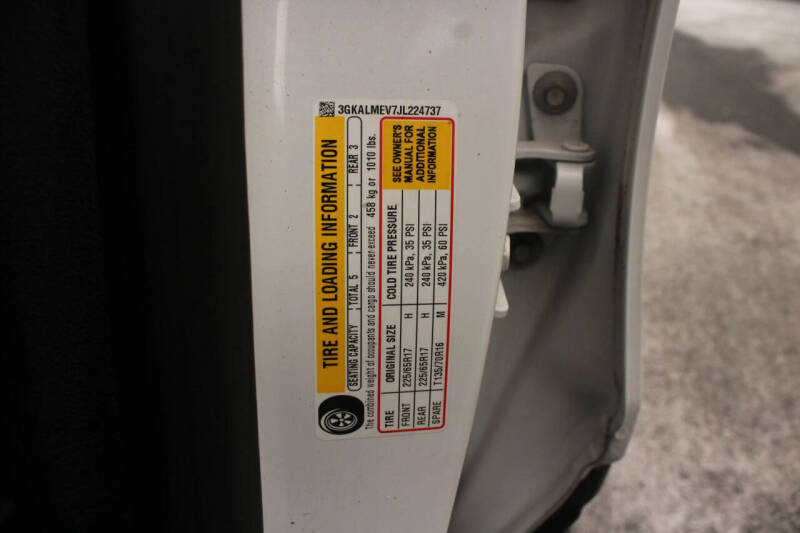 3GKALMEV7JL224737
TIRE AND LOADING INFORMATION
SEATING CAPACITY TOTAL 5 FRONT 2 REAR 3
The combined weight of occupants and cargo should never exceed 458 kg or 1010 lbs.
TIRE ORIGINAL SIZE COLD TIRE PRESSURE
FRONT 225/65R17 H 240 kPa, 35 PSI
REAR 225/65R17 H 240 kPa, 35 PSI
SPARE T135/70R16 M 420 kPa, 60 PSI
SEE OWNER'S
MANUAL FOR
ADDITIONAL
INFORMATION